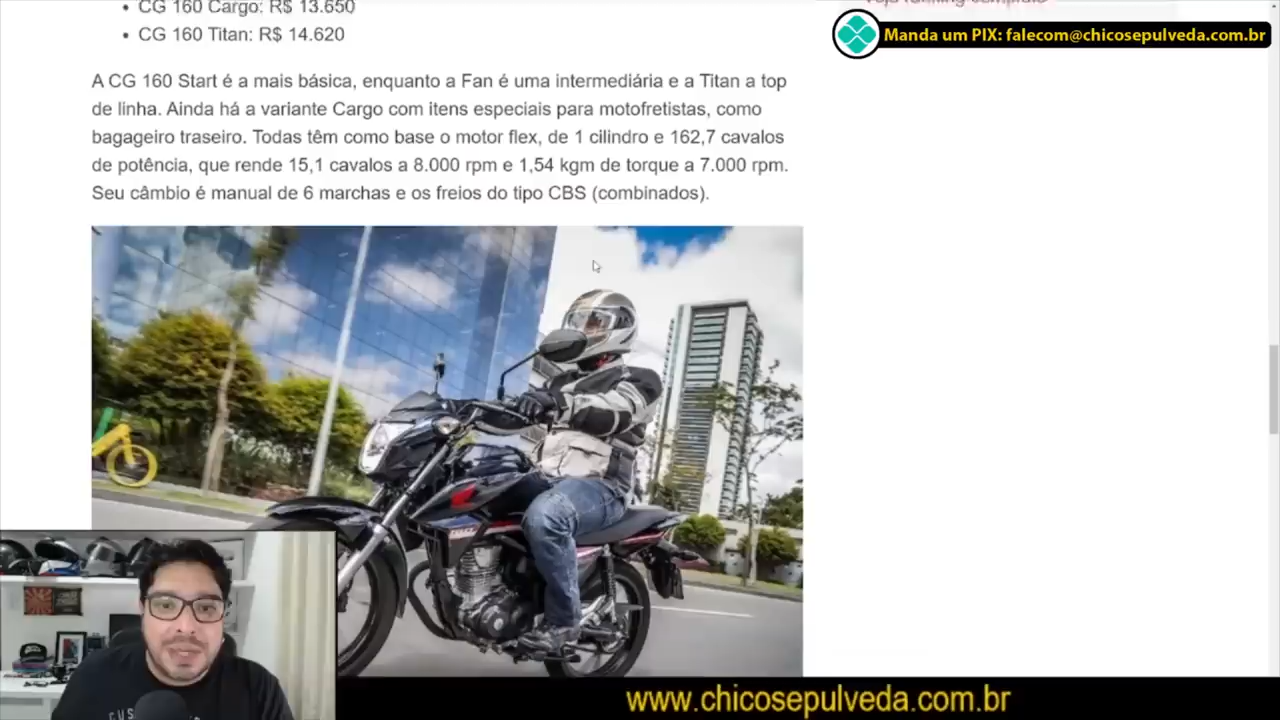 CG 160 Cargo: R$ 13.650
CG 160 Titan: R$ 14.620
Manda um PIX: falecom@chicosepulveda.com.br
A CG 160 Start é a mais básica, enquanto a Fan é uma intermediária e a Titan a top
de linha. Ainda há a variante Cargo com itens especiais para motofretistas, como
bagageiro traseiro. Todas têm como base o motor flex, de 1 cilindro e 162,7 cavalos
de potência, que rende 15,1 cavalos a 8.000 rpm e 1,54 kgm de torque a 7.000 rpm.
Seu câmbio é manual de 6 marchas e os freios do tipo CBS (combinados).
www.chicosepulveda.com.br